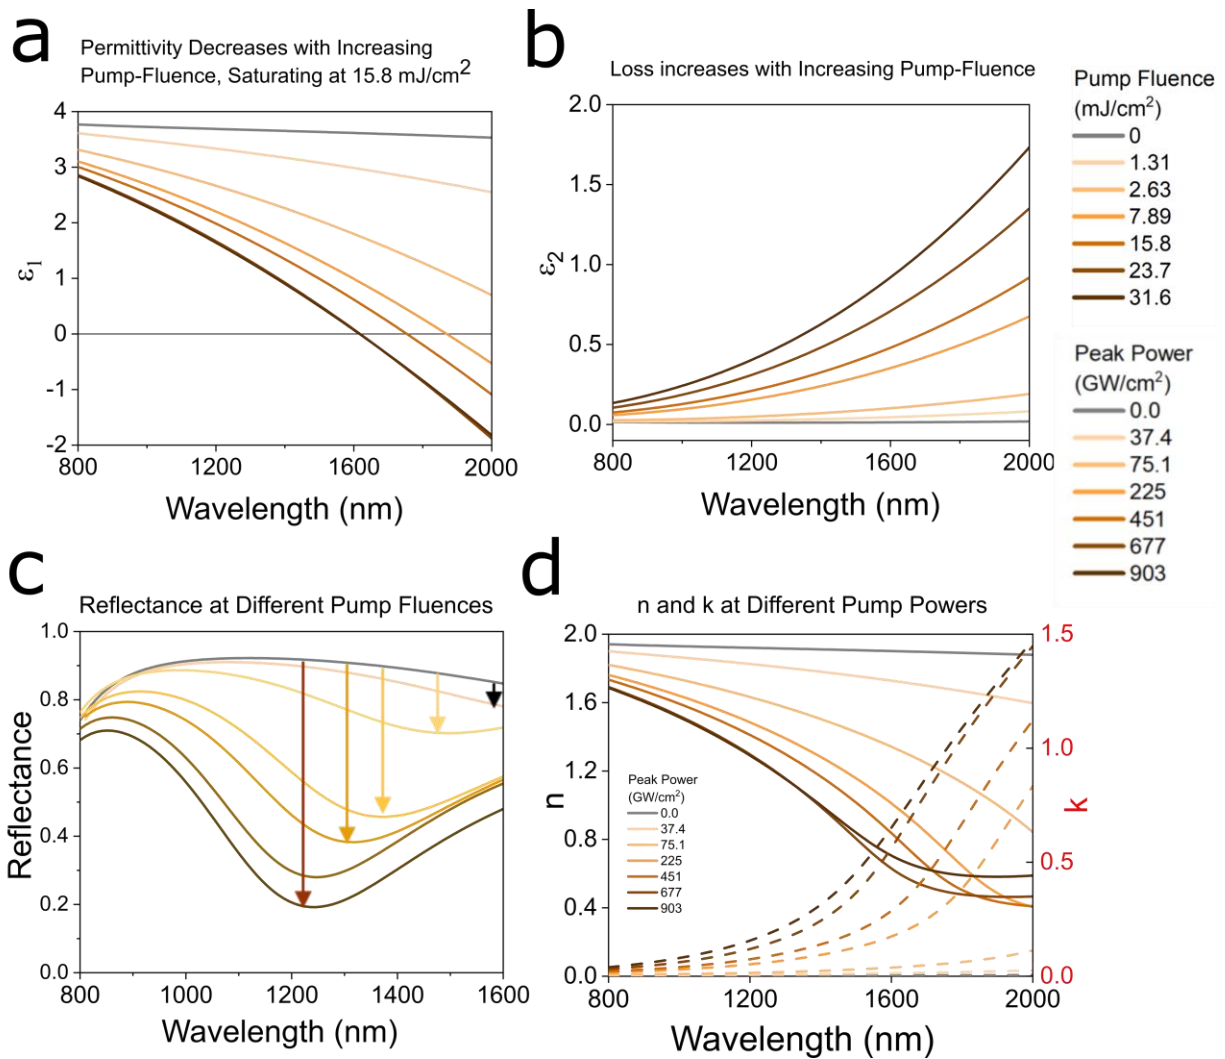 a
Permittivity Decreases with Increasing
Pump-Fluence, Saturating at 15.8 mJ/cm²
4
3
2
1
0
-1
-2
ε₁
800
1200
1600
2000
Wavelength (nm)
b
Loss increases with Increasing Pump-Fluence
2.0
1.5
1.0
0.5
0.0
ε₂
800
1200
1600
2000
Wavelength (nm)
Pump Fluence
(mJ/cm²)
0
1.31
2.63
7.89
15.8
23.7
31.6
Peak Power
(GW/cm²)
0.0
37.4
75.1
225
451
677
903
c
Reflectance at Different Pump Fluences
1.0
0.8
0.6
0.4
0.2
0.0
Reflectance
800
1000
1200
1400
1600
Wavelength (nm)
d
n and k at Different Pump Powers
2.0
1.6
1.2
0.8
0.4
0.0
n
Peak Power
(GW/cm²)
0.0
37.4
75.1
225
451
677
903
1.5
1.0
0.5
0.0
k
800
1200
1600
2000
Wavelength (nm)